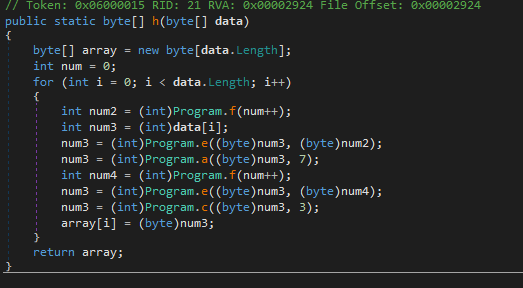 // Token: 0x06000015 RID: 21 RVA: 0x00002924 File Offset: 0x00002924
public static byte[] h(byte[] data)
{
    byte[] array = new byte[data.Length];
    int num = 0;
    for (int i = 0; i < data.Length; i++)
    {
        int num2 = (int)Program.f(num++);
        int num3 = (int)data[i];
        num3 = (int)Program.e((byte)num3, (byte)num2);
        num3 = (int)Program.a((byte)num3, 7);
        int num4 = (int)Program.f(num++);
        num3 = (int)Program.e((byte)num3, (byte)num4);
        num3 = (int)Program.c((byte)num3, 3);
        array[i] = (byte)num3;
    }
    return array;
}